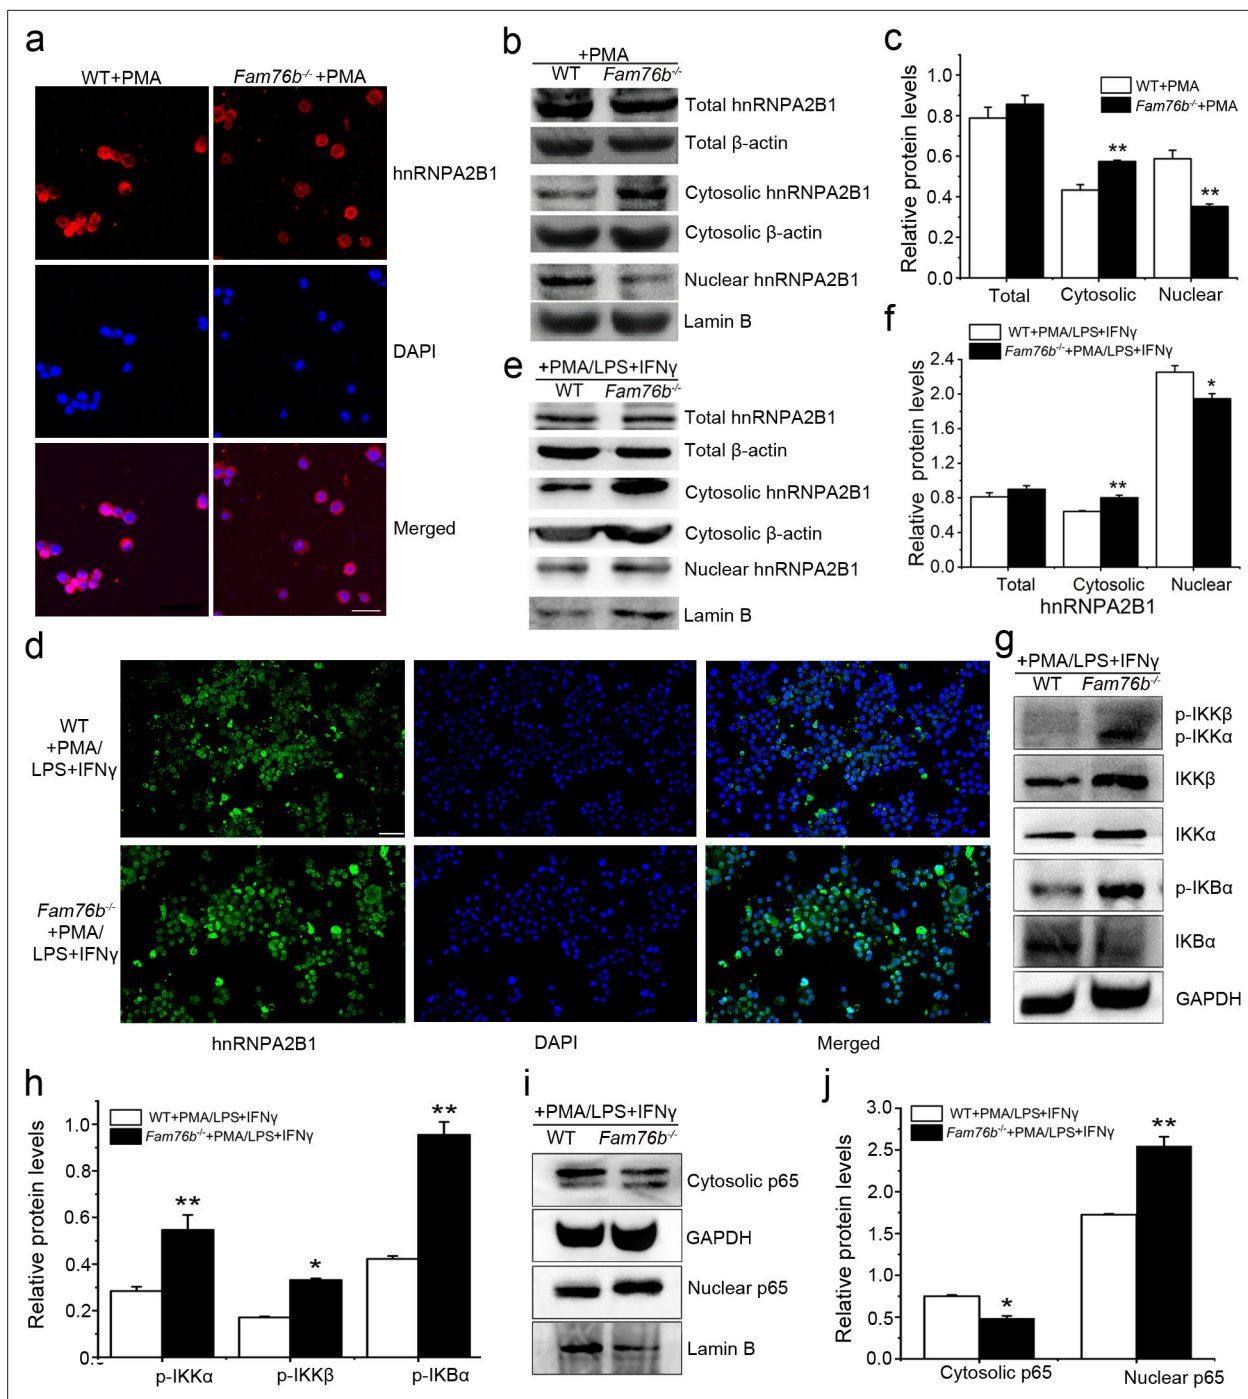 a
WT+PMA
Fam76b-/-+PMA
hnRNPA2B1
DAPI
Merged
b
+PMA
WT Fam76b-/-
Total hnRNPA2B1
Total β-actin
Cytosolic hnRNPA2B1
Cytosolic β-actin
Nuclear hnRNPA2B1
Lamin B
c
Relative protein levels
1.0
0.8
0.6
0.4
0.2
0.0
WT+PMA
Fam76b-/-+PMA
**
**
Total Cytosolic Nuclear
d
WT
+PMA/
LPS+IFNγ
Fam76b-/-
+PMA/
LPS+IFNγ
hnRNPA2B1
DAPI
Merged
e
+PMA/LPS+IFNγ
WT Fam76b-/-
Total hnRNPA2B1
Total β-actin
Cytosolic hnRNPA2B1
Cytosolic β-actin
Nuclear hnRNPA2B1
Lamin B
f
WT+PMA/LPS+IFNγ
Fam76b-/-+PMA/LPS+IFNγ
Relative protein levels
2.4
2.0
1.6
1.2
0.8
0.4
0.0
**
*
Total Cytosolic Nuclear
hnRNPA2B1
g
+PMA/LPS+IFNγ
WT Fam76b-/-
p-IKKβ
p-IKKα
IKKβ
IKKα
p-IKBα
IKBα
GAPDH
h
WT+PMA/LPS+IFNγ
Fam76b-/-+PMA/LPS+IFNγ
Relative protein levels
1.0
0.8
0.6
0.4
0.2
**
*
**
p-IKKα p-IKKβ p-IKBα
i
+PMA/LPS+IFNγ
WT Fam76b-/-
Cytosolic p65
GAPDH
Nuclear p65
Lamin B
j
WT+PMA/LPS+IFNγ
Fam76b-/-+PMA/LPS+IFNγ
Relative protein levels
3.0
2.5
2.0
1.5
1.0
0.5
0.0
*
**
Cytosolic p65 Nuclear p65